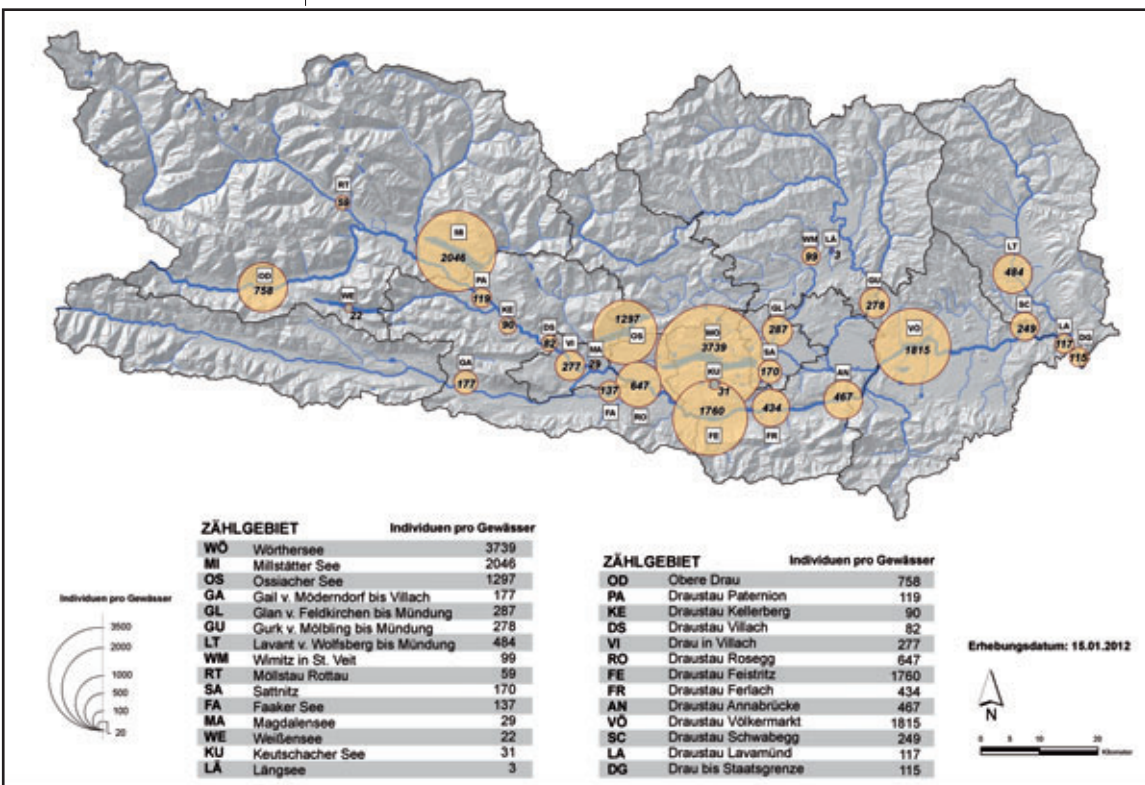 RT
59
MI
2046
OD
758
WE
22
PA
119
KE
90
DS
82
VI
277
MA
29
1297
OS
WÖ
3739
KU
31
GA
177
137
FA
647
RO
1760
FE
GL
287
SA
170
434
FR
WM
99
LÄ
3
GU
278
AN
467
VÖ
1815
LT
484
SC
249
LA
117
DG
115
ZÄHLGEBIET Individuen pro Gewässer
WÖ Wörthersee 3739
MI Millstätter See 2046
OS Ossiacher See 1297
GA Gail v. Möderndorf bis Villach 177
GL Glan v. Feldkirchen bis Mündung 287
GU Gurk v. Mölbling bis Mündung 278
LT Lavant v. Wolfsberg bis Mündung 484
WM Wimitz in St. Veit 99
RT Möllstau Rottau 59
SA Sattnitz 170
FA Faaker See 137
MA Magdalensee 29
WE Weißensee 22
KU Keutschacher See 31
LÄ Längsee 3
ZÄHLGEBIET Individuen pro Gewässer
OD Obere Drau 758
PA Draustau Paternion 119
KE Draustau Kellerberg 90
DS Draustau Villach 82
VI Drau in Villach 277
RO Draustau Rosegg 647
FE Draustau Feistritz 1760
FR Draustau Ferlach 434
AN Draustau Annabrücke 467
VÖ Draustau Völkermarkt 1815
SC Draustau Schwabegg 249
LA Draustau Lavamünd 117
DG Drau bis Staatsgrenze 115
Individuen pro Gewässer
3500
2000
1000
500
100
20
Erhebungsdatum: 15.01.2012
N
0 5 10 20
Kilometer